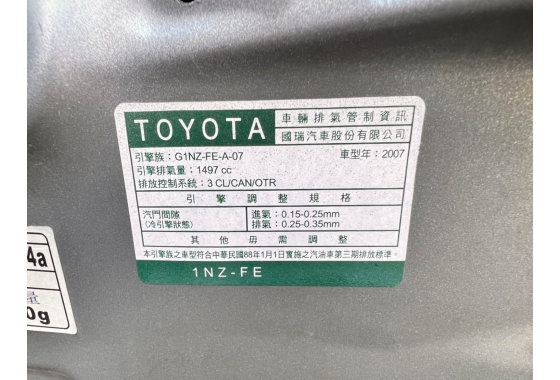 TOYOTA
車輛排氣管制資訊
國瑞汽車股份有限公司
引擎族：G1NZ-FE-A-07
車型年：2007
引擎排氣量：1497 cc
排放控制系統：3 CL/CAN/OTR
引擎調整規格
汽門間隙
(冷引擎狀態)
進氣：0.15-0.25mm
排氣：0.25-0.35mm
其他毋需調整
本引擎族之車型符合中華民國88年1月1日實施之汽油車第三期排放標準。
1NZ-FE
4a
量
0g